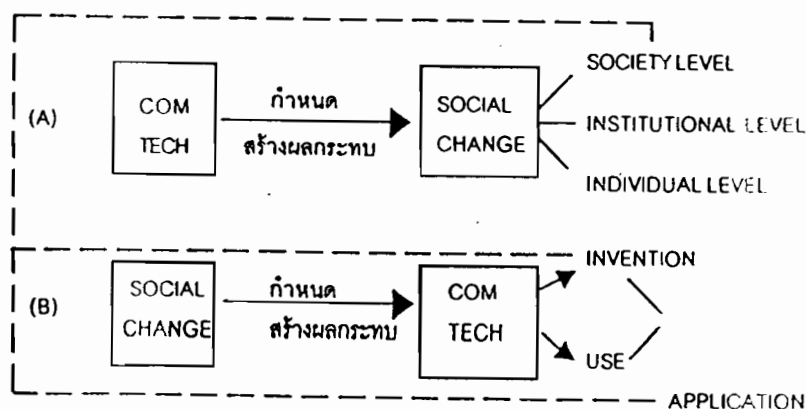 (A)
COM
TECH
กำหนด
สร้างผลกระทบ
SOCIAL
CHANGE
SOCIETY LEVEL
INSTITUTIONAL LEVEL
INDIVIDUAL LEVEL
(B)
SOCIAL
CHANGE
กำหนด
สร้างผลกระทบ
COM
TECH
INVENTION
USE
APPLICATION